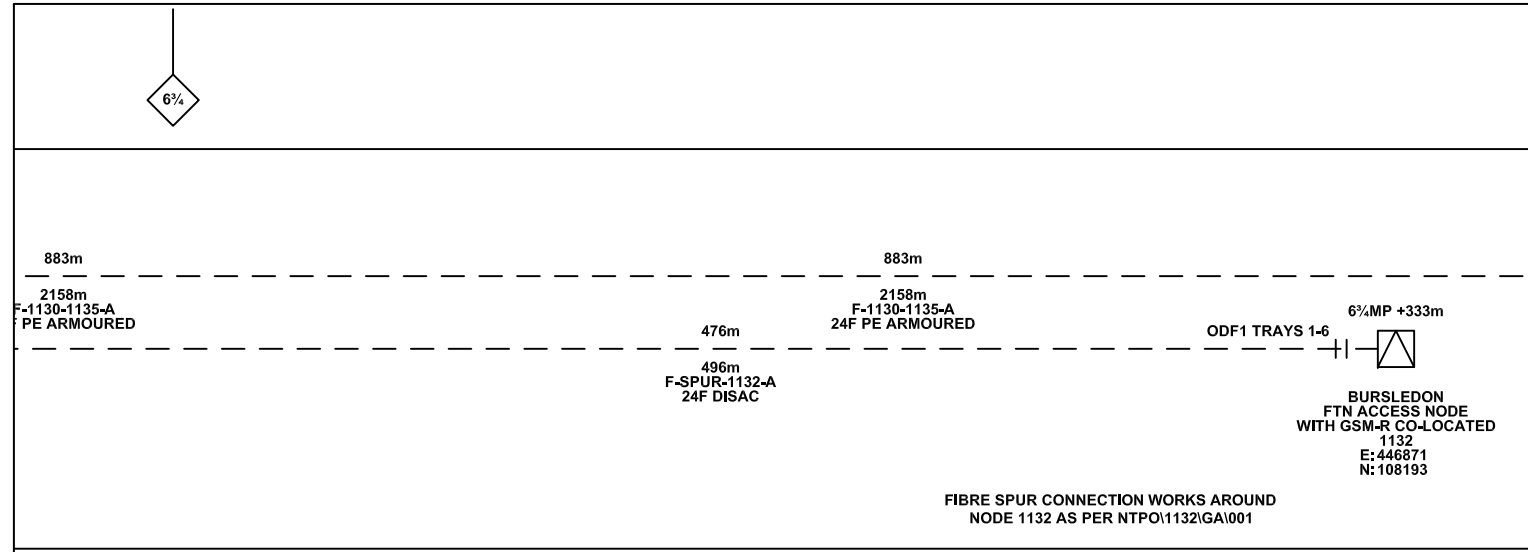 6¾
883m
883m
2158m
F-1130-1135-A
PE ARMOURED
2158m
F-1130-1135-A
24F PE ARMOURED
6¾MP +333m
476m
ODF1 TRAYS 1-6
496m
F-SPUR-1132-A
24F DISAC
BURSLEDON
FTN ACCESS NODE
WITH GSM-R CO-LOCATED
1132
E: 446871
N: 108193
FIBRE SPUR CONNECTION WORKS AROUND
NODE 1132 AS PER NTPO\1132\GA\001